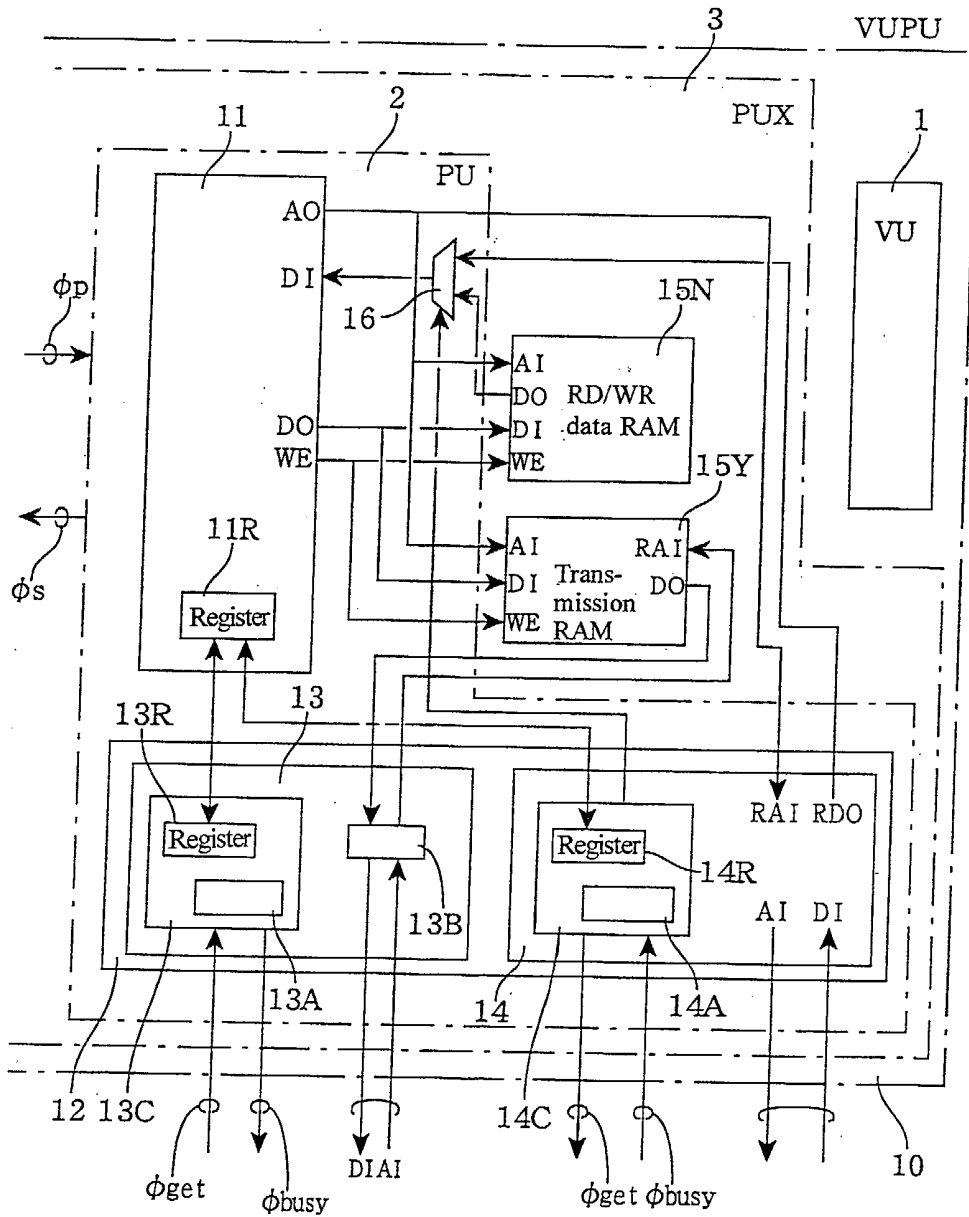 VUPU
3
PUX
11
2
1
PU
VU
AO
DI
16
15N
φp
AI
DO
RD/WR
data RAM
DI
WE
DO
WE
15Y
φs
11R
AI
RAI
DI
Trans-
mission
RAM
DO
WE
Register
13R
13
Register
13B
RAI RDO
Register
14R
AI DI
13A
14
14A
12
13C
14C
10
φget
φbusy
DI AI
φget
φbusy